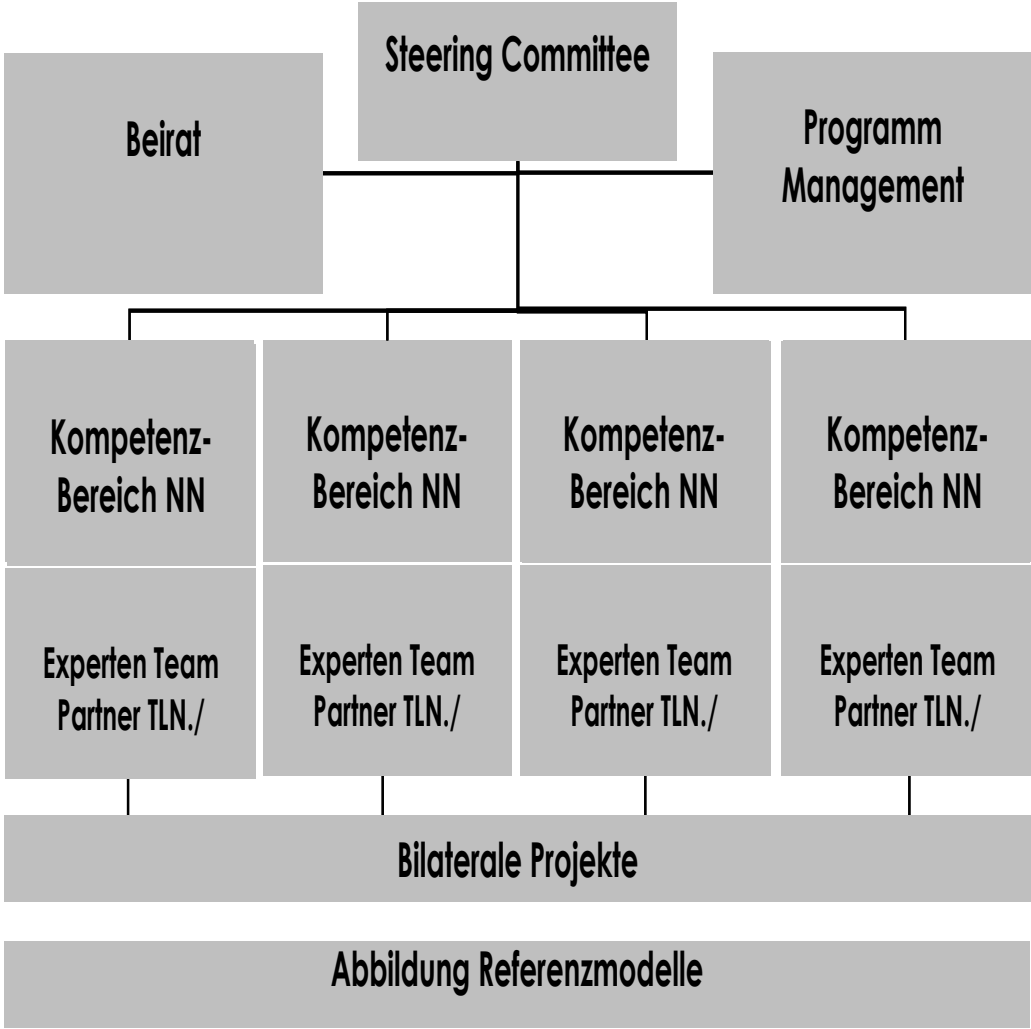 Steering Committee
Beirat
Programm
Management
Kompetenz-
Bereich NN
Kompetenz-
Bereich NN
Kompetenz-
Bereich NN
Kompetenz-
Bereich NN
Experten Team
Partner TLN./
Experten Team
Partner TLN./
Experten Team
Partner TLN./
Experten Team
Partner TLN./
Bilaterale Projekte
Abbildung Referenzmodelle